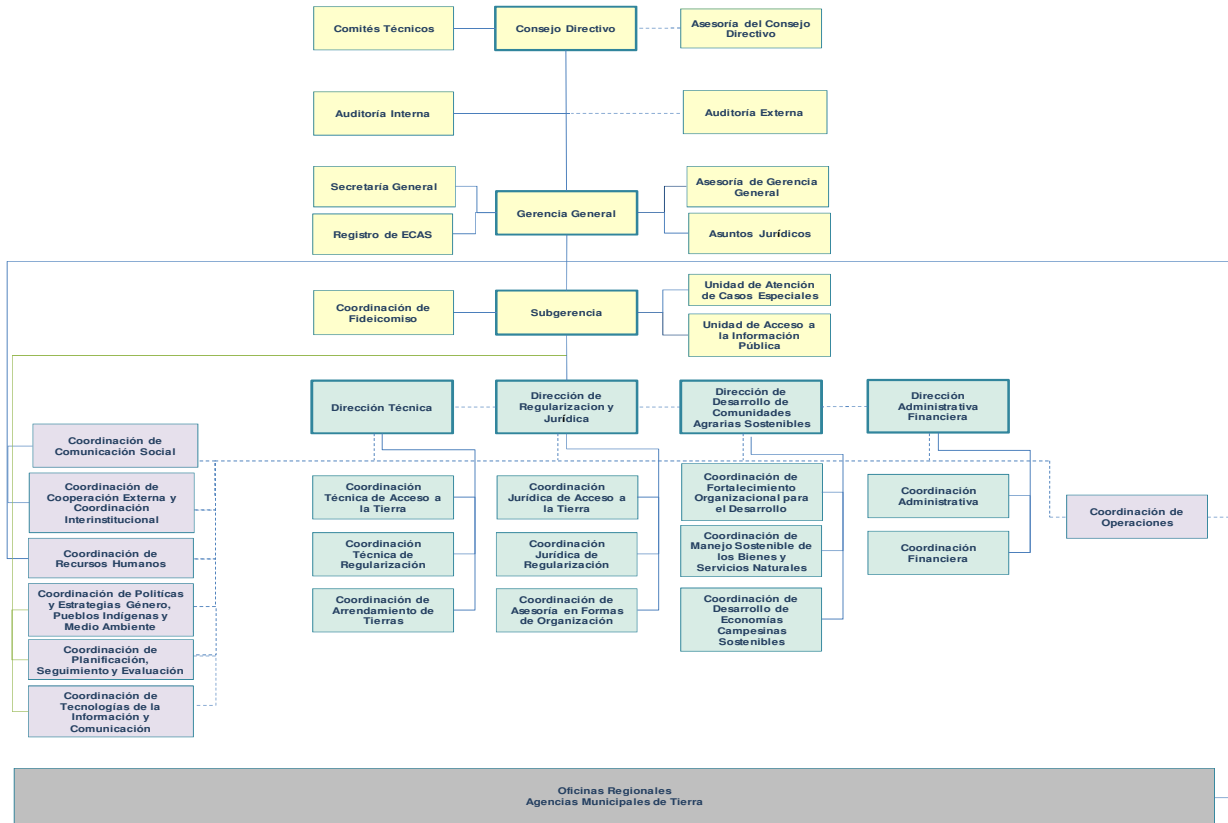 Comités Técnicos
Consejo Directivo
Asesoría del Consejo
Directivo
Auditoría Interna
Auditoría Externa
Secretaría General
Asesoría de Gerencia
General
Gerencia General
Registro de ECAS
Asuntos Jurídicos
Coordinación de
Fideicomiso
Subgerencia
Unidad de Atención
de Casos Especiales
Unidad de Acceso a
la Información
Pública
Dirección Técnica
Dirección de
Regularizacion y
Jurídica
Dirección de
Desarrollo de
Comunidades
Agrarias Sostenibles
Dirección
Administrativa
Financiera
Coordinación de
Comunicación Social
Coordinación de
Cooperación Externa y
Coordinación
Interinstitucional
Coordinación de
Recursos Humanos
Coordinación de Políticas
y Estrategias Género,
Pueblos Indígenas y
Medio Ambiente
Coordinación de
Planificación,
Seguimiento y Evaluación
Coordinación de
Tecnologías de la
Información y
Comunicación
Coordinación
Técnica de Acceso a
la Tierra
Coordinación
Técnica de
Regularización
Coordinación de
Arrendamiento de
Tierras
Coordinación
Jurídica de Acceso a
la Tierra
Coordinación
Jurídica de
Regularización
Coordinación de
Asesoría en Formas
de Organización
Coordinación de
Fortalecimiento
Organizacional para
el Desarrollo
Coordinación de
Manejo Sostenible de
los Bienes y
Servicios Naturales
Coordinación de
Desarrollo de
Economías
Campesinas
Sostenibles
Coordinación
Administrativa
Coordinación
Financiera
Coordinación de
Operaciones
Oficinas Regionales
Agencias Municipales de Tierra